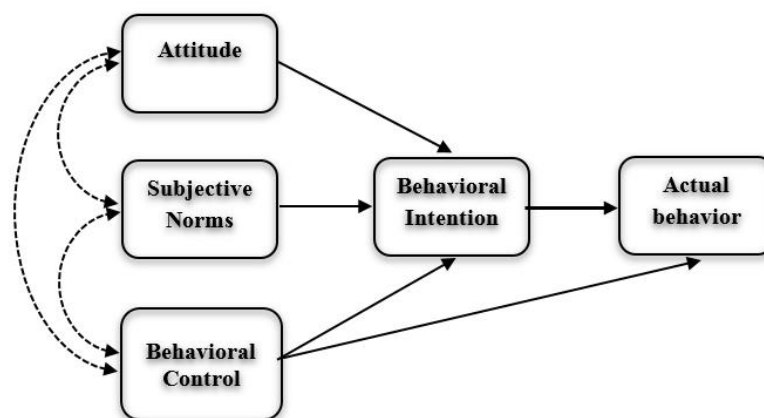 Attitude
Subjective
Norms
Behavioral
Control
Behavioral
Intention
Actual
behavior